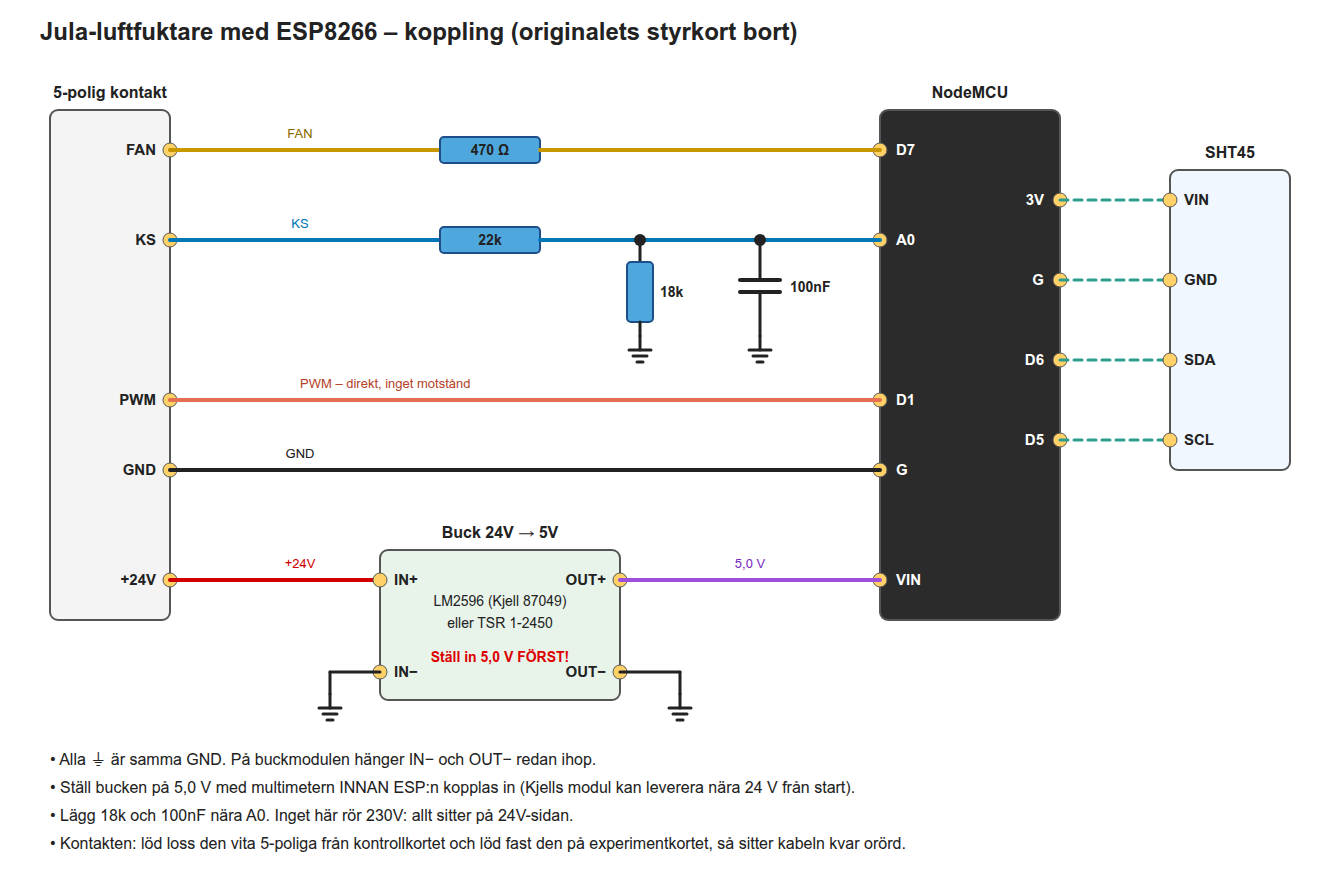 Jula-luftfuktare med ESP8266 – koppling (originalets styrkort bort)
5-polig kontakt
NodeMCU
SHT45
FAN
FAN
470 Ω
D7
3V
VIN
KS
KS
22k
A0
18k
100nF
G
GND
D6
SDA
PWM
PWM – direkt, inget motstånd
D1
D5
SCL
GND
GND
G
Buck 24V → 5V
+24V
+24V
IN+
OUT+
5,0 V
VIN
LM2596 (Kjell 87049)
eller TSR 1-2450
Ställ in 5,0 V FÖRST!
IN−
OUT−
• Alla ⏚ är samma GND. På buckmodulen hänger IN− och OUT− redan ihop.
• Ställ bucken på 5,0 V med multimetern INNAN ESP:n kopplas in (Kjells modul kan leverera nära 24 V från start).
• Lägg 18k och 100nF nära A0. Inget här rör 230V: allt sitter på 24V-sidan.
• Kontakten: löd loss den vita 5-poliga från kontrollkortet och löd fast den på experimentkortet, så sitter kabeln kvar orörd.